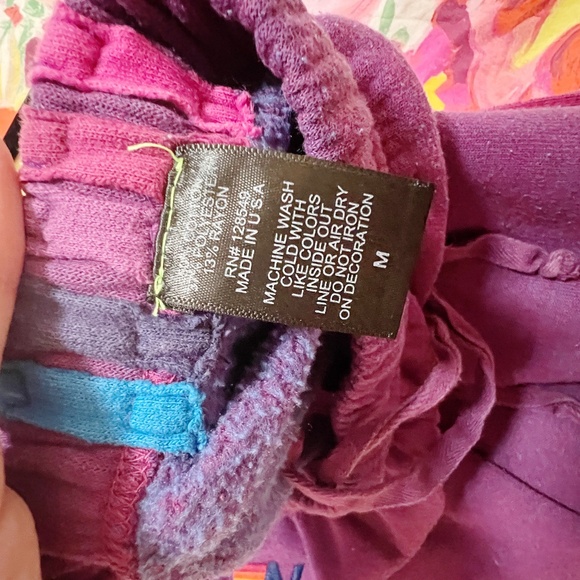 POLYESTER
13% RAYON
RN# 128549
MADE IN U S A
MACHINE WASH
COLD WITH
LIKE COLORS
INSIDE OUT
LINE OR AIR DRY
DO NOT IRON
ON DECORATION
M